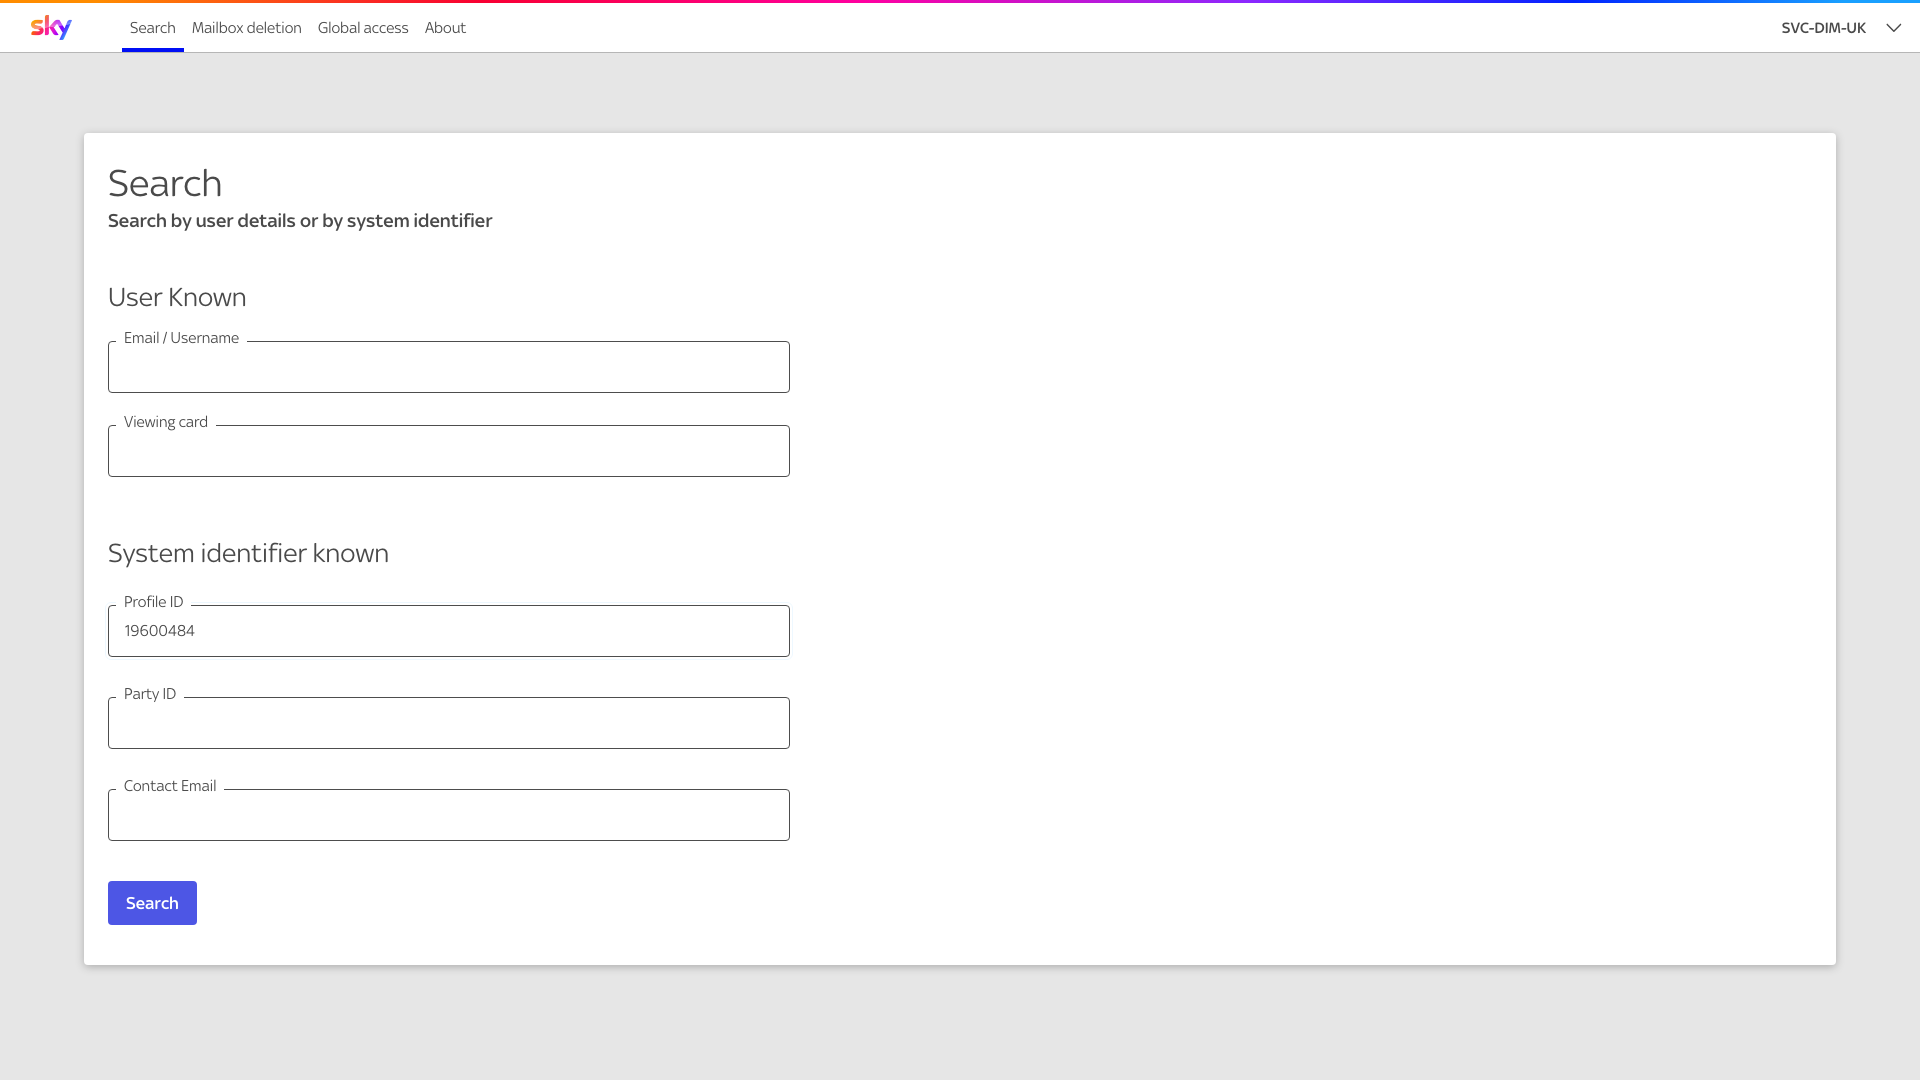 sky
Search
Mailbox deletion
Global access
About
SVC-DIM-UK
Search
Search by user details or by system identifier
User Known
Email / Username
Viewing card
System identifier known
Profile ID
19600484
Party ID
Contact Email
Search